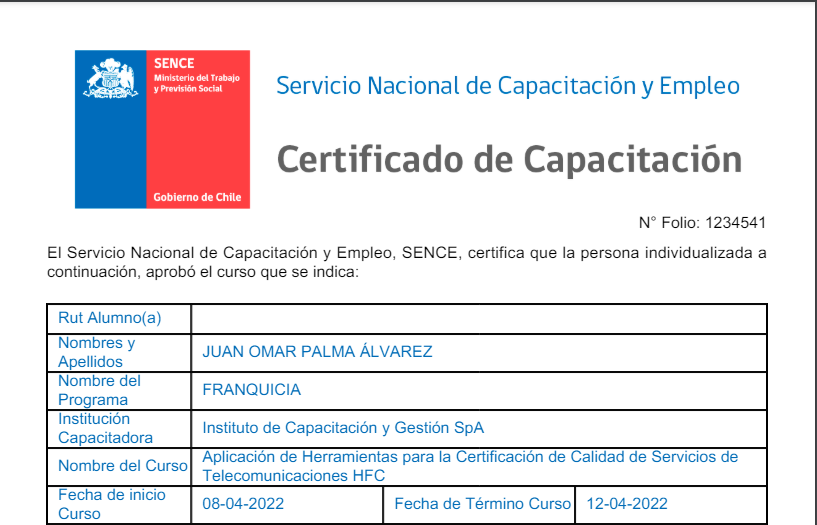 SENCE
Ministerio del Trabajo
y Previsión Social
Gobierno de Chile
Servicio Nacional de Capacitación y Empleo
Certificado de Capacitación
N° Folio: 1234541
El Servicio Nacional de Capacitación y Empleo, SENCE, certifica que la persona individualizada a
continuación, aprobó el curso que se indica:
Rut Alumno(a)
Nombres y
Apellidos
JUAN OMAR PALMA ÁLVAREZ
Nombre del
Programa
FRANQUICIA
Institución
Capacitadora
Instituto de Capacitación y Gestión SpA
Nombre del Curso
Aplicación de Herramientas para la Certificación de Calidad de Servicios de
Telecomunicaciones HFC
Fecha de inicio
Curso
08-04-2022
Fecha de Término Curso
12-04-2022